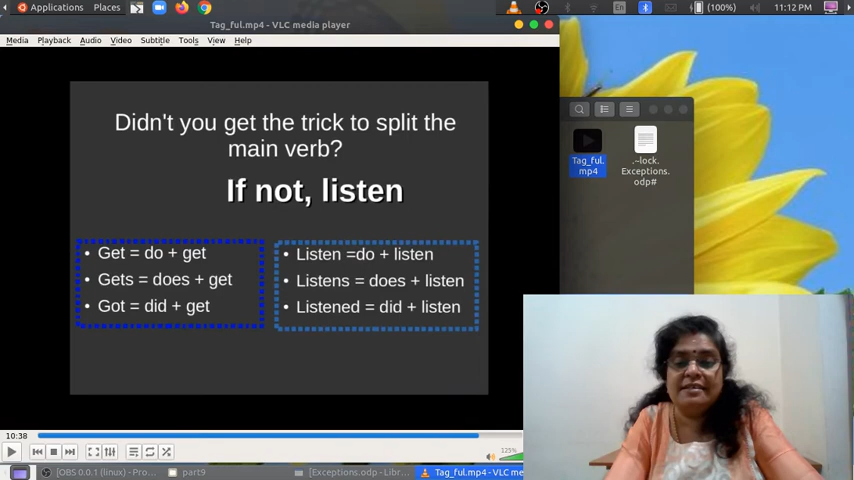 Applications Places En (100%) 11:12 PM
Tag_ful.mp4 - VLC media player
Media Playback Audio Video Subtitle Tools View Help
Didn't you get the trick to split the
main verb?
If not, listen
• Get = do + get
• Gets = does + get
• Got = did + get
• Listen =do + listen
• Listens = does + listen
• Listened = did + listen
Tag_ful.
mp4
.~lock.
Exceptions.
odp#
10:38
125%
[OBS 0.0.1 (linux) - Pro... part9 [Exceptions.odp - Libr... Tag_ful.mp4 - VLC me...